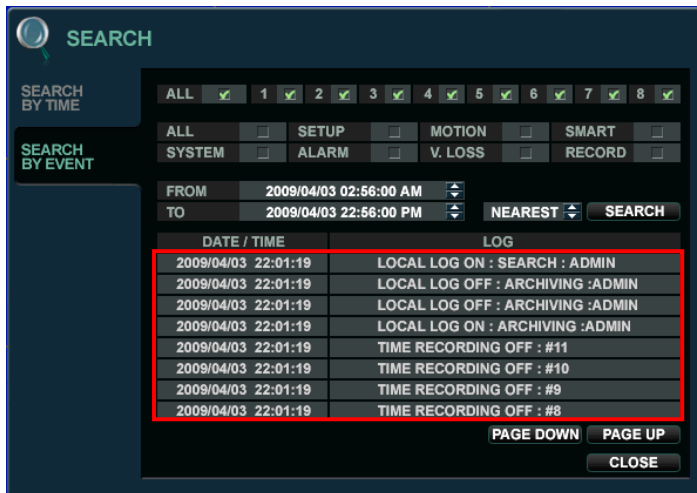 SEARCH
SEARCH
BY TIME
SEARCH
BY EVENT
ALL 1 2 3 4 5 6 7 8
ALL SETUP MOTION SMART
SYSTEM ALARM V. LOSS RECORD
FROM 2009/04/03 02:56:00 AM
TO 2009/04/03 22:56:00 PM NEAREST SEARCH
DATE / TIME LOG
2009/04/03 22:01:19 LOCAL LOG ON : SEARCH : ADMIN
2009/04/03 22:01:19 LOCAL LOG OFF : ARCHIVING :ADMIN
2009/04/03 22:01:19 LOCAL LOG OFF : ARCHIVING :ADMIN
2009/04/03 22:01:19 LOCAL LOG ON : ARCHIVING :ADMIN
2009/04/03 22:01:19 TIME RECORDING OFF : #11
2009/04/03 22:01:19 TIME RECORDING OFF : #10
2009/04/03 22:01:19 TIME RECORDING OFF : #9
2009/04/03 22:01:19 TIME RECORDING OFF : #8
PAGE DOWN PAGE UP
CLOSE